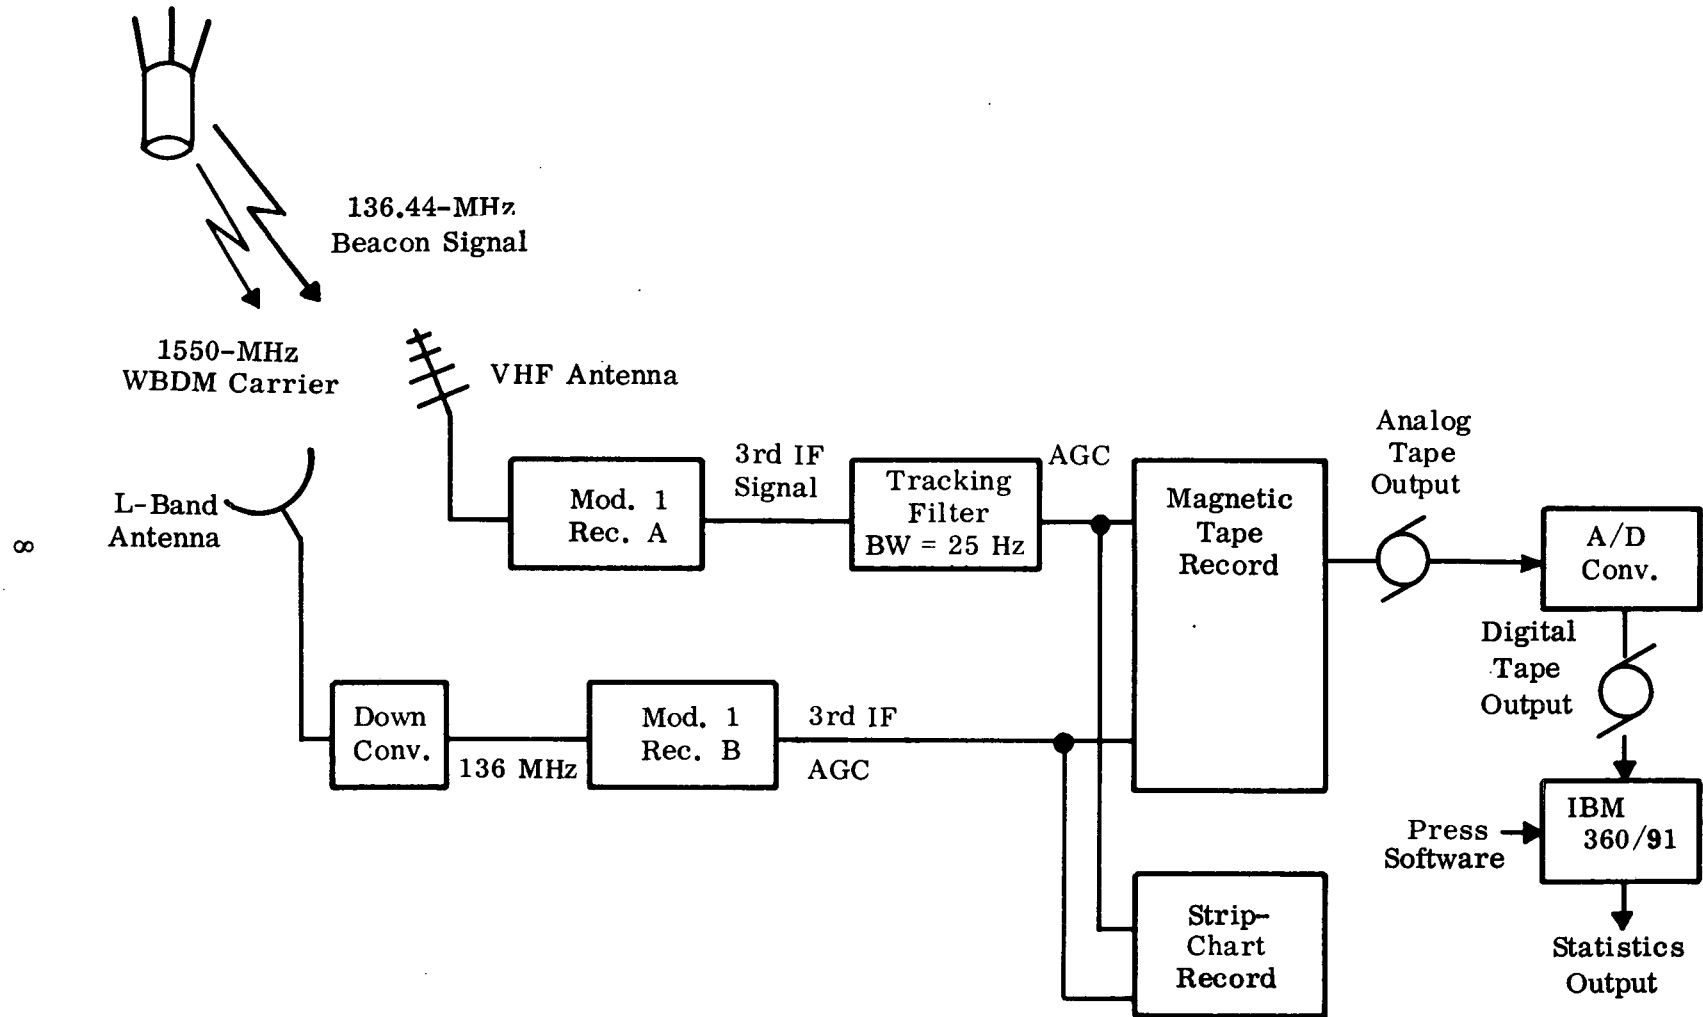 136.44-MHz
Beacon Signal
1550-MHz
WBDM Carrier
VHF Antenna
L-Band
Antenna
Mod. 1
Rec. A
3rd IF
Signal
Tracking
Filter
BW = 25 Hz
AGC
Magnetic
Tape
Record
Analog
Tape
Output
A/D
Conv.
Digital
Tape
Output
Down
Conv.
136 MHz
Mod. 1
Rec. B
3rd IF
AGC
IBM
360/91
Press
Software
Strip-
Chart
Record
Statistics
Output
8